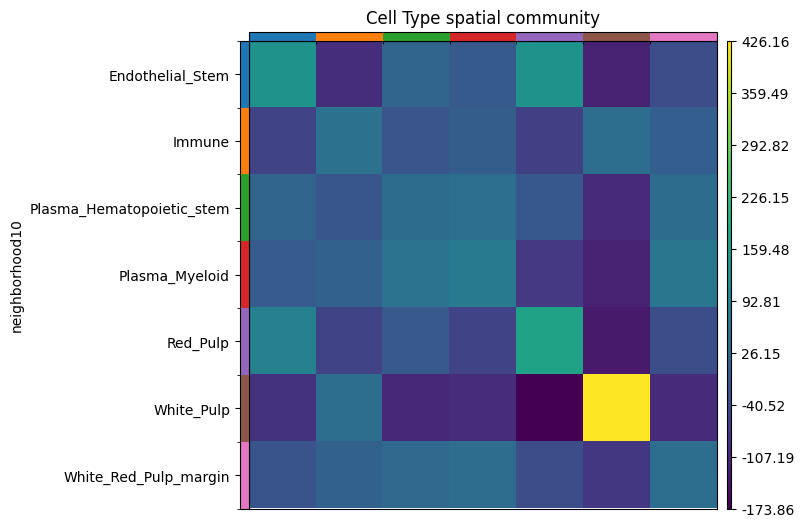 Cell Type spatial community
neighborhood10
Endothelial_Stem
Immune
Plasma_Hematopoietic_stem
Plasma_Myeloid
Red_Pulp
White_Pulp
White_Red_Pulp_margin
426.16
359.49
292.82
226.15
159.48
92.81
26.15
-40.52
-107.19
-173.86